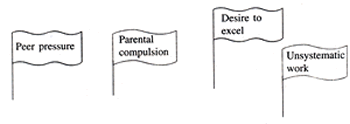 Peer pressure
Parental
compulsion
Desire to
excel
Unsystematic
work